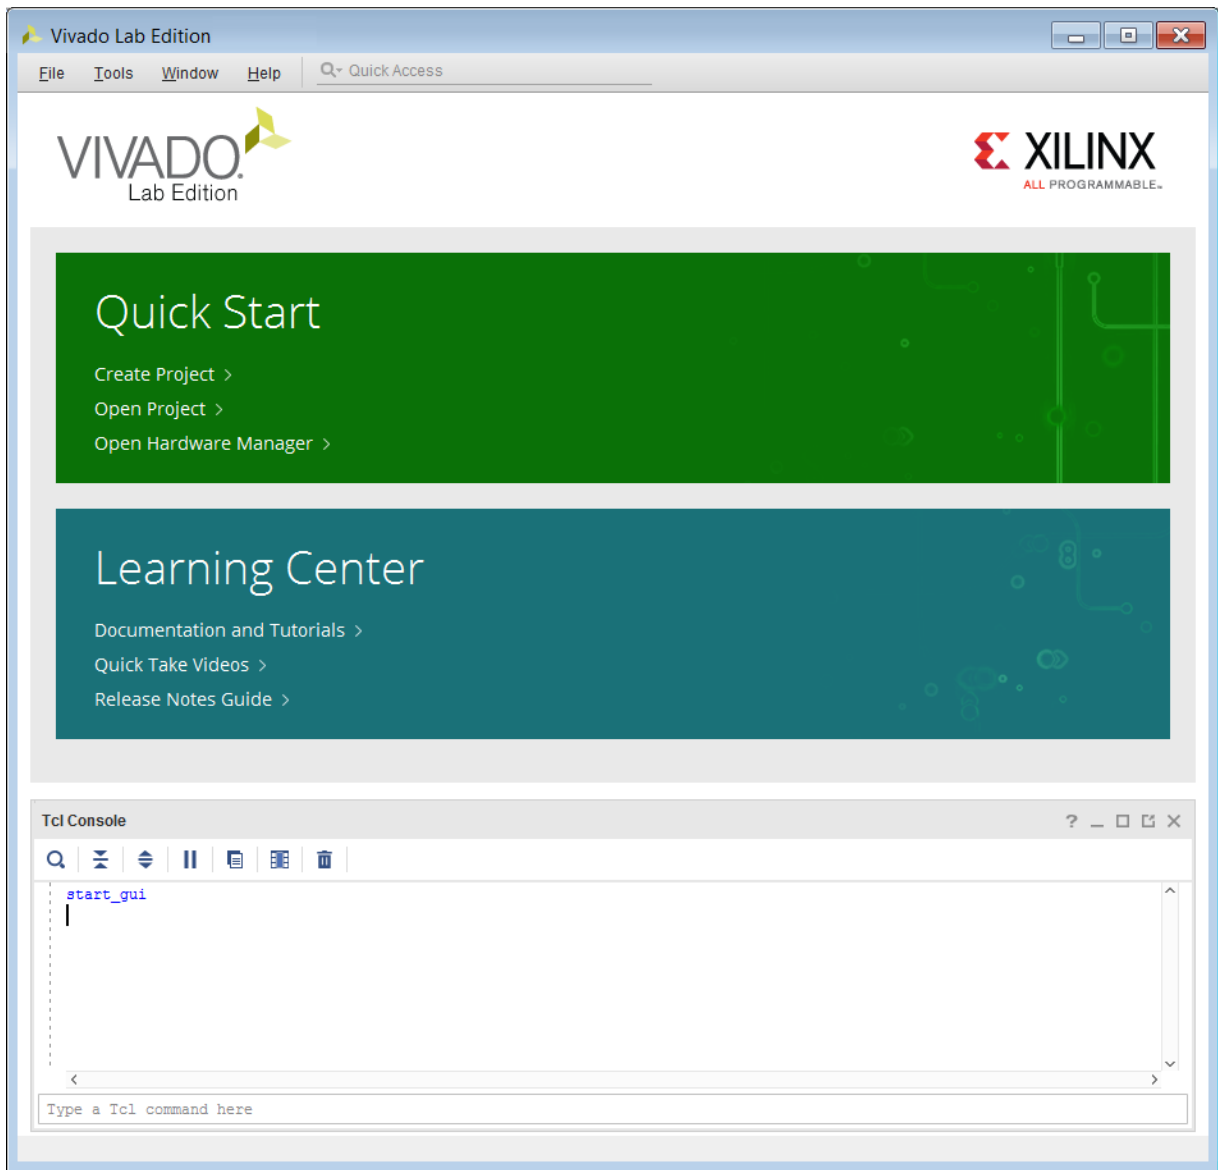 Vivado Lab Edition
File Tools Window Help Quick Access
VIVADO.
Lab Edition
XILINX
ALL PROGRAMMABLE™
Quick Start
Create Project >
Open Project >
Open Hardware Manager >
Learning Center
Documentation and Tutorials >
Quick Take Videos >
Release Notes Guide >
Tcl Console
start_gui
Type a Tcl command here